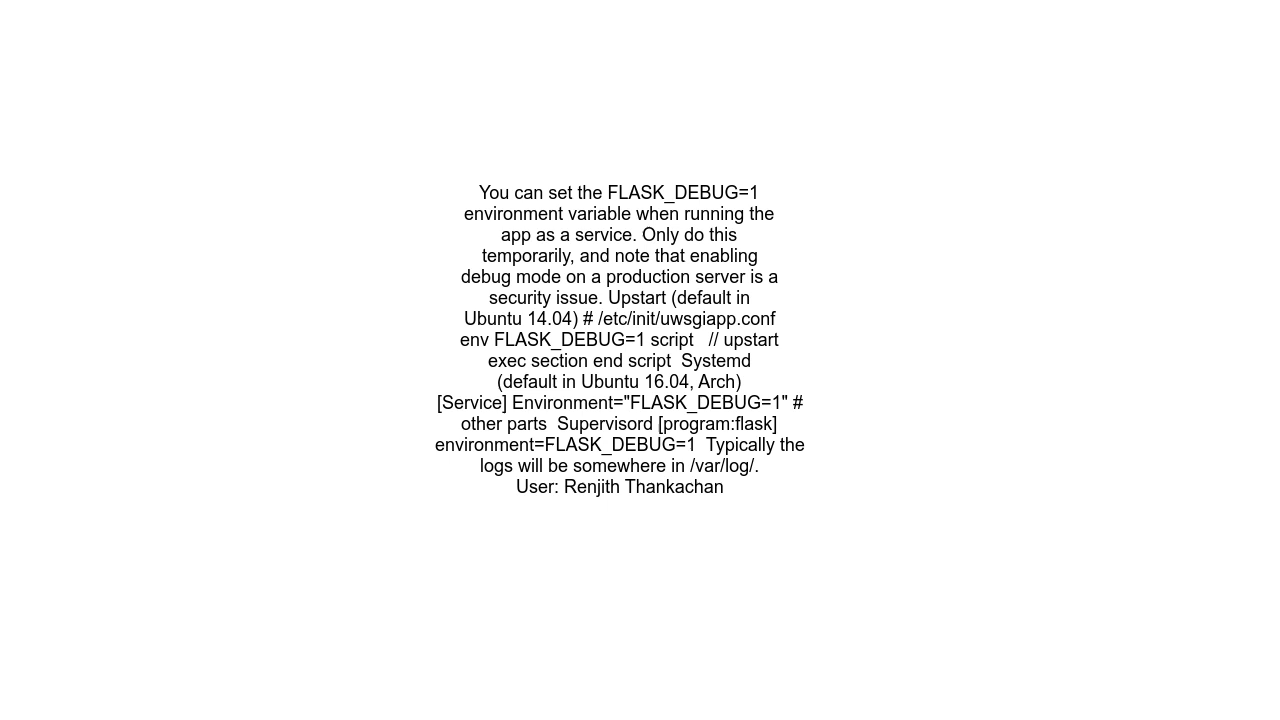 You can set the FLASK_DEBUG=1
environment variable when running the
app as a service. Only do this
temporarily, and note that enabling
debug mode on a production server is a
security issue. Upstart (default in
Ubuntu 14.04) # /etc/init/uwsgiapp.conf
env FLASK_DEBUG=1 script   // upstart
exec section end script  Systemd
(default in Ubuntu 16.04, Arch)
[Service] Environment="FLASK_DEBUG=1" #
other parts  Supervisord [program:flask]
environment=FLASK_DEBUG=1  Typically the
logs will be somewhere in /var/log/.
User: Renjith Thankachan